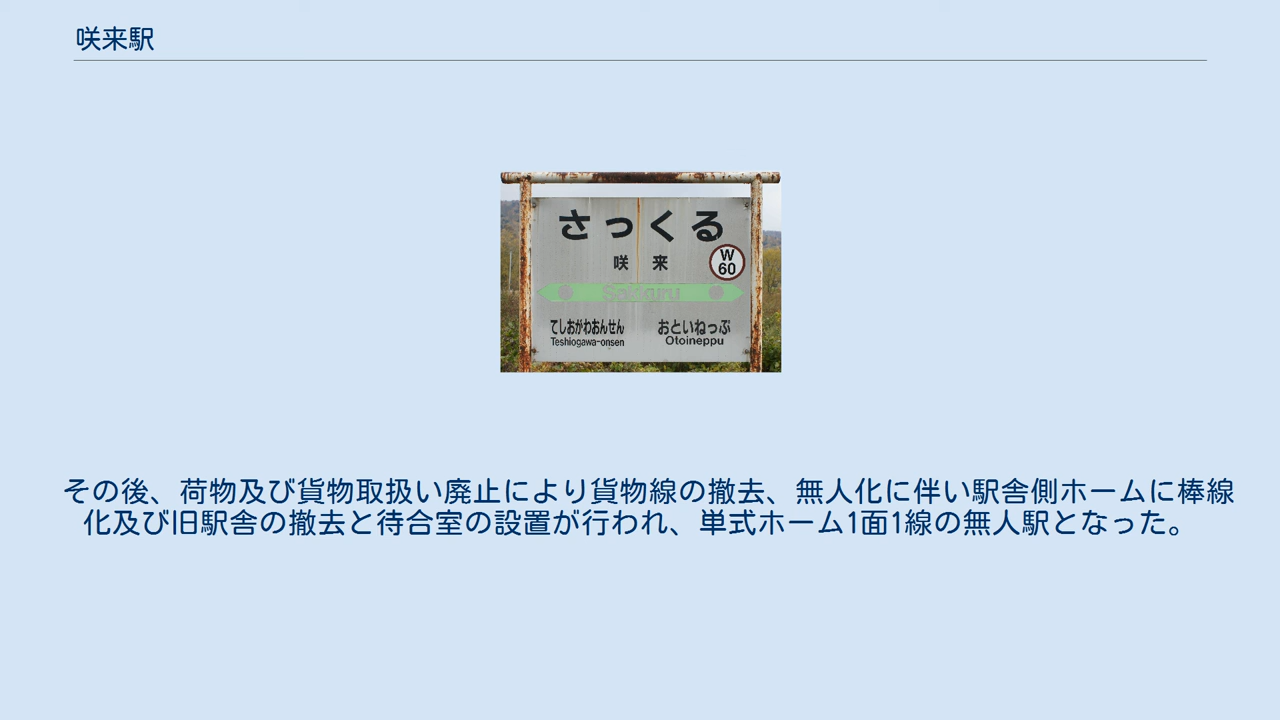 咲来駅
さっくる
咲 来
W
60
Sakkuru
てしおがわおんせん おといねっぷ
Teshiogawa-onsen Otoineppu
その後、荷物及び貨物取扱い廃止により貨物線の撤去、無人化に伴い駅舎側ホームに棒線
化及び旧駅舎の撤去と待合室の設置が行われ、単式ホーム1面1線の無人駅となった。